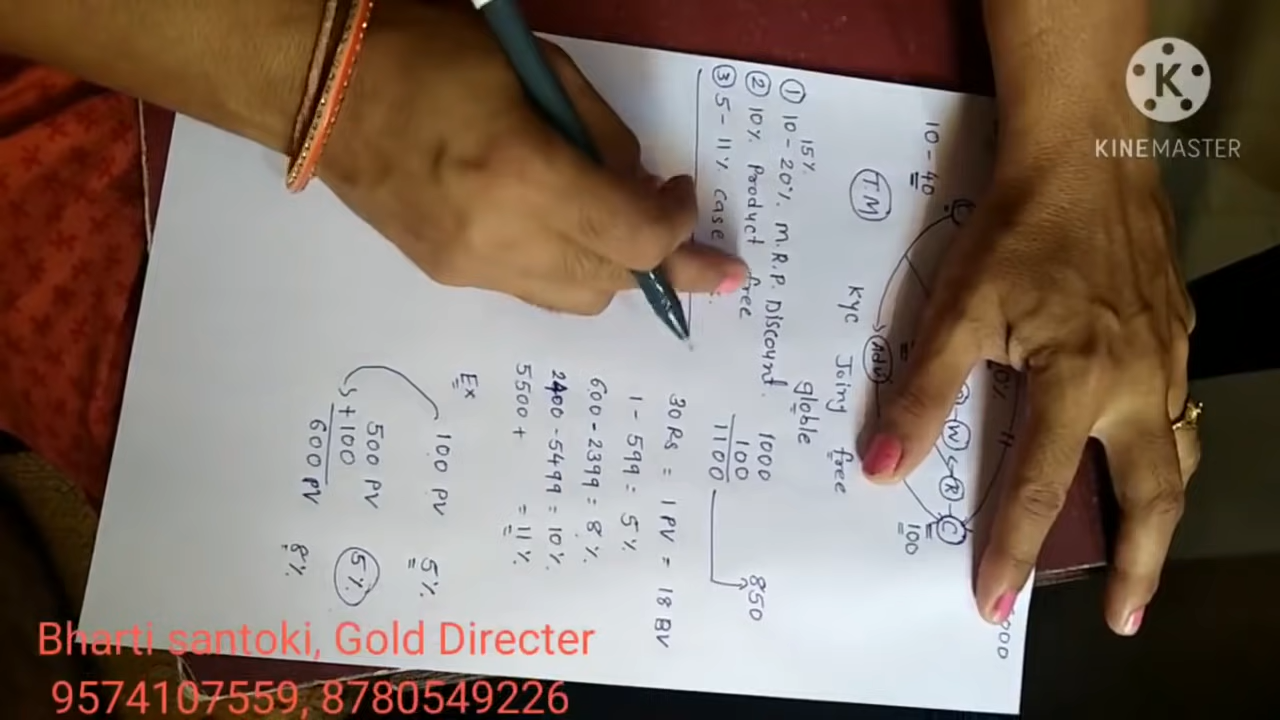 10 - 40
100
T.M
KYC Joing free
globle
Adv
W
R
C
H
000
15%
① 10 - 20% M.R.P. Discount.
② 10% Product free
③ 5 - 11% case
1000
100
1100
850
30 Rs = 1 PV = 18 BV
1 - 599 = 5%
600 - 2399 = 8%
2400 - 5499 = 10%
5500 + = 11%
Ex
100 PV 5%
500 PV
+ 100 5%
600 PV 8%
K
KINEMASTER
Bharti santoki, Gold Directer
9574107559, 8780549226